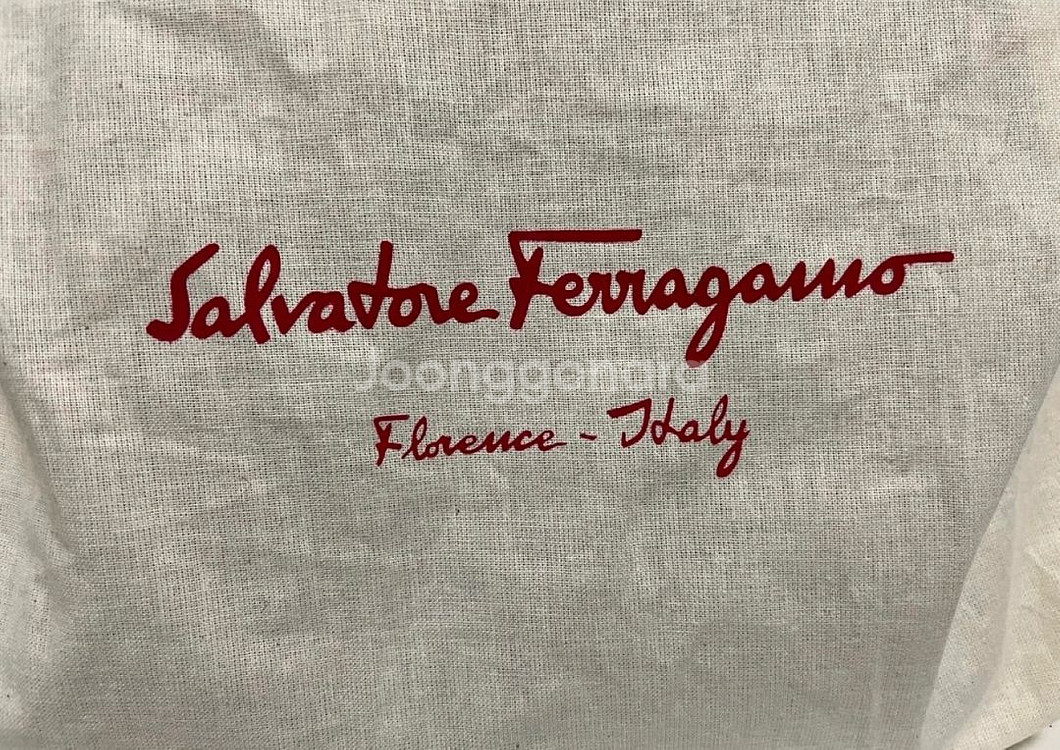 Salvatore Ferragamo
Joonggonara
Florence - Italy